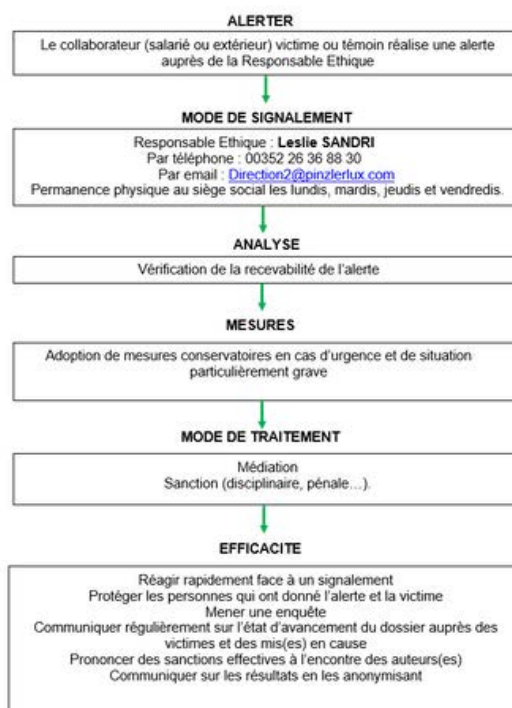 ALERTER
Le collaborateur (salarié ou extérieur) victime ou témoin réalise une alerte
auprès de la Responsable Ethique
MODE DE SIGNALEMENT
Responsable Ethique : Leslie SANDRI
Par téléphone : 00352 26 36 88 30
Par email : Direction2@pinzlerlux.com
Permanence physique au siège social les lundis, mardis, jeudis et vendredis.
ANALYSE
Vérification de la recevabilité de l'alerte
MESURES
Adoption de mesures conservatoires en cas d'urgence et de situation
particulièrement grave
MODE DE TRAITEMENT
Médiation
Sanction (disciplinaire, pénale…).
EFFICACITE
Réagir rapidement face à un signalement
Protéger les personnes qui ont donné l'alerte et la victime
Mener une enquête
Communiquer régulièrement sur l'état d'avancement du dossier auprès des
victimes et des mis(es) en cause
Prononcer des sanctions effectives à l'encontre des auteurs(es)
Communiquer sur les résultats en les anonymisant